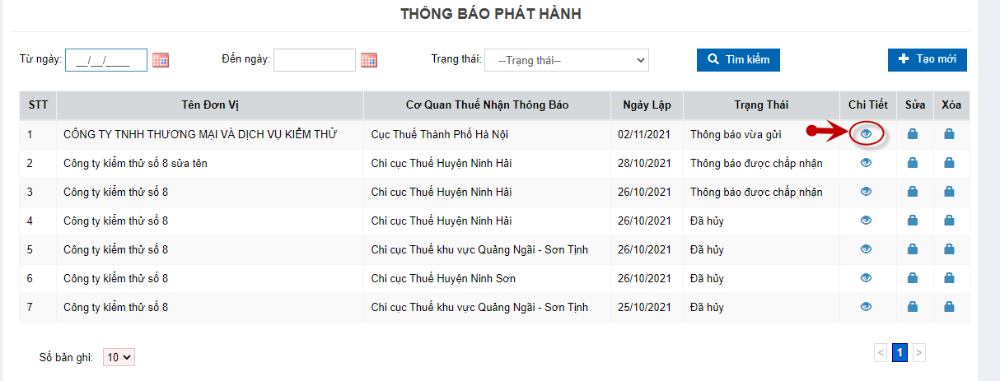 THÔNG BÁO PHÁT HÀNH
Từ ngày: __/__/____ Đến ngày: Trạng thái: --Trạng thái-- Tìm kiếm Tạo mới
STT Tên Đơn Vị Cơ Quan Thuế Nhận Thông Báo Ngày Lập Trạng Thái Chi Tiết Sửa Xóa
1 CÔNG TY TNHH THƯƠNG MẠI VÀ DỊCH VỤ KIỂM THỬ Cục Thuế Thành Phố Hà Nội 02/11/2021 Thông báo vừa gửi
2 Công ty kiểm thử số 8 sửa tên Chi cục Thuế Huyện Ninh Hải 28/10/2021 Thông báo được chấp nhận
3 Công ty kiểm thử số 8 Chi cục Thuế Huyện Ninh Hải 26/10/2021 Thông báo được chấp nhận
4 Công ty kiểm thử số 8 Chi cục Thuế Huyện Ninh Hải 26/10/2021 Đã hủy
5 Công ty kiểm thử số 8 Chi cục Thuế khu vực Quảng Ngãi - Sơn Tịnh 26/10/2021 Đã hủy
6 Công ty kiểm thử số 8 Chi cục Thuế Huyện Ninh Sơn 26/10/2021 Đã hủy
7 Công ty kiểm thử số 8 Chi cục Thuế khu vực Quảng Ngãi - Sơn Tịnh 25/10/2021 Đã hủy
Số bản ghi: 10 < 1 >